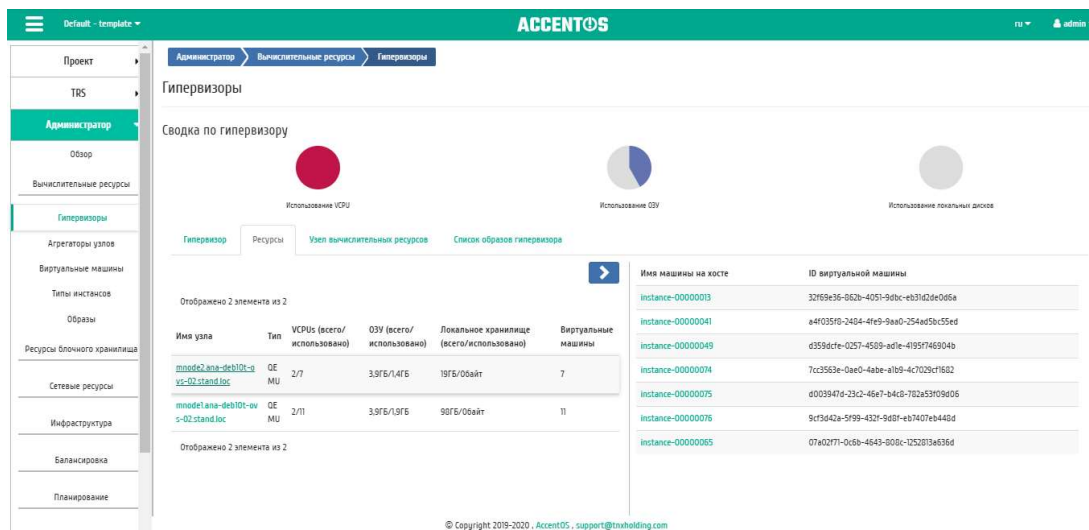 Default - template
ACCENTOS
ru
admin
Проект
TRS
Администратор
Обзор
Вычислительные ресурсы
Гипервизоры
Агрегаторы узлов
Виртуальные машины
Типы инстансов
Образы
Ресурсы блочного хранилища
Сетевые ресурсы
Инфраструктура
Балансировка
Планирование
Администратор
Вычислительные ресурсы
Гипервизоры
Гипервизоры
Сводка по гипервизору
Использование VCPU
Использование ОЗУ
Использование локальных дисков
Гипервизор
Ресурсы
Узел вычислительных ресурсов
Список образов гипервизора
Отображено 2 элемента из 2
Имя узла Тип VCPUs (всего/использовано) ОЗУ (всего/использовано) Локальное хранилище (всего/использовано) Виртуальные машины
mnode2.ana-deb10t-ovs-02.stand.loc QEMU 2/7 3,9ГБ/1,4ГБ 19ГБ/0байт 7
mnode1.ana-deb10t-ovs-02.stand.loc QEMU 2/11 3,9ГБ/1,9ГБ 98ГБ/0байт 11
Отображено 2 элемента из 2
Имя машины на хосте ID виртуальной машины
instance-00000013 32f69e36-862b-4051-9dbc-eb31d2de0d6a
instance-00000041 a4f035f8-2484-4fe9-9aa0-254ad5bc55ed
instance-00000049 d359dcfe-0257-4589-ad1e-4195f746904b
instance-00000074 7cc3563e-0ae0-4abe-a1b9-4c7029cf1682
instance-00000075 d003947d-23c2-46e7-b4c8-782a53f09d06
instance-00000076 9cf3d42a-5f99-432f-9d8f-eb7407eb448d
instance-00000065 07a02f71-0c6b-4643-808c-1252813a636d
© Copyright 2019-2020 , AccentOS , support@tnxholding.com